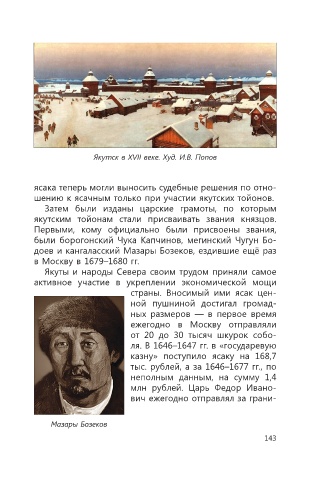 Якутск в XVII веке. Худ. И.В. Попов
ясака теперь могли выносить судебные решения по отно-
шению к ясачным только при участии якутских тойонов.
Затем были изданы царские грамоты, по которым
якутским тойонам стали присваивать звания князцов.
Первыми, кому официально были присвоены звания,
были борогонский Чука Капчинов, мегинский Чугун Бо-
доев и кангаласский Мазары Бозеков, ездившие ещё раз
в Москву в 1679–1680 гг.
Якуты и народы Севера своим трудом приняли самое
активное участие в укреплении экономической мощи
страны. Вносимый ими ясак цен-
ной пушниной достигал громад-
ных размеров — в первое время
ежегодно в Москву отправляли
от 20 до 30 тысяч шкурок собо-
ля. В 1646–1647 гг. в «государевую
казну» поступило ясаку на 168,7
тыс. рублей, а за 1646–1677 гг., по
неполным данным, на сумму 1,4
млн рублей. Царь Федор Ивано-
вич ежегодно отправлял за грани-
Мазары Бозеков
143